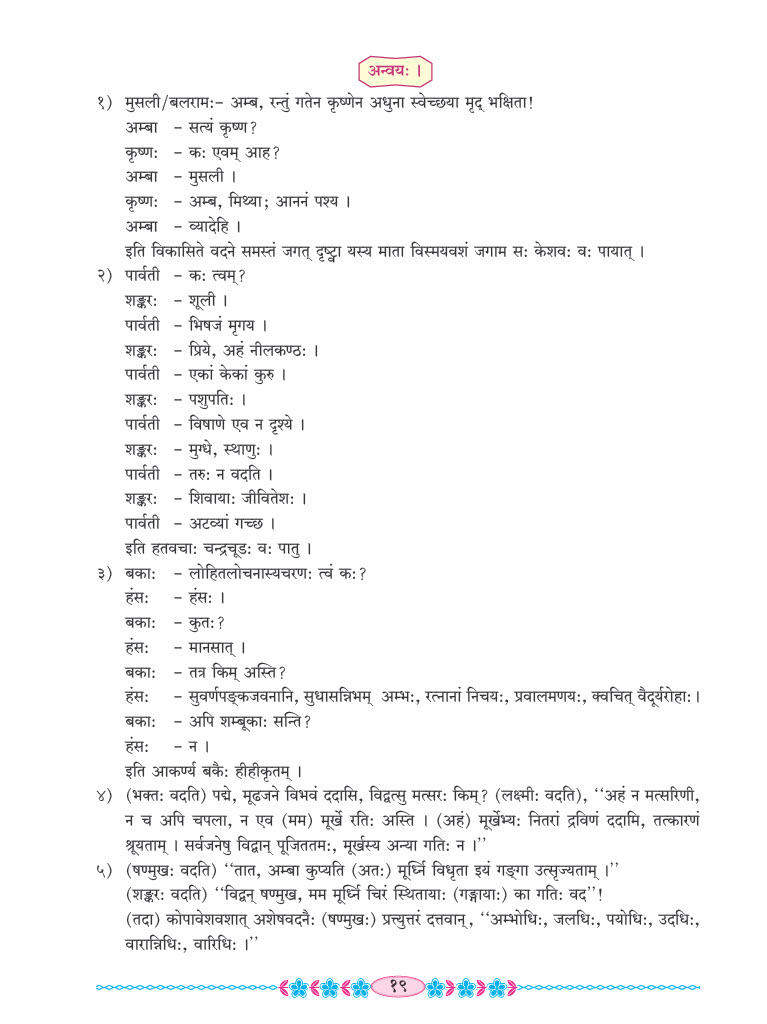 अन्वयः ।
१) मुसली/बलरामः- अम्ब, रन्तुं गतेन कृष्णेन अधुना स्वेच्छया मृद् भक्षिता!
अम्बा - सत्यं कृष्ण?
कृष्णः - कः एवम् आह?
अम्बा - मुसली ।
कृष्णः - अम्ब, मिथ्या; आननं पश्य ।
अम्बा - व्यादेहि ।
इति विकासिते वदने समस्तं जगत् दृष्ट्वा यस्य माता विस्मयवशं जगाम सः केशवः वः पायात् ।
२) पार्वती - कः त्वम्?
शङ्करः - शूली ।
पार्वती - भिषजं मृगय ।
शङ्करः - प्रिये, अहं नीलकण्ठः ।
पार्वती - एकां केकां कुरु ।
शङ्करः - पशुपतिः ।
पार्वती - विषाणे एव न दृश्ये ।
शङ्करः - मुग्धे, स्थाणुः ।
पार्वती - तरुः न वदति ।
शङ्करः - शिवायाः जीवितेशः ।
पार्वती - अटव्यां गच्छ ।
इति हतवचाः चन्द्रचूडः वः पातु ।
३) बकाः - लोहितलोचनास्यचरणः त्वं कः?
हंसः - हंसः ।
बकाः - कुतः?
हंसः - मानसात् ।
बकाः - तत्र किम् अस्ति?
हंसः - सुवर्णपङ्कजवनानि, सुधासन्निभम् अम्भः, रत्नानां निचयः, प्रवालमणयः, क्वचित् वैदूर्यरोहाः।
बकाः - अपि शम्बूकाः सन्ति?
हंसः - न ।
इति आकर्ण्य बकैः हीहीकृतम् ।
४) (भक्तः वदति) पद्मे, मूढजने विभवं ददासि, विद्वत्सु मत्सरः किम्? (लक्ष्मीः वदति), ‘‘अहं न मत्सरिणी,
न च अपि चपला, न एव (मम) मूर्खे रतिः अस्ति । (अहं) मूर्खेभ्यः नितरां द्रविणं ददामि, तत्कारणं
श्रूयताम् । सर्वजनेषु विद्वान् पूजिततमः, मूर्खस्य अन्या गतिः न ।’’
५) (षण्मुखः वदति) ‘‘तात, अम्बा कुप्यति (अतः) मूर्ध्नि विधृता इयं गङ्गा उत्सृज्यताम् ।’’
(शङ्करः वदति) ‘‘विद्वन् षण्मुख, मम मूर्ध्नि चिरं स्थितायाः (गङ्गायाः) का गतिः वद’’!
(तदा) कोपावेशवशात् अशेषवदनैः (षण्मुखः) प्रत्त्युत्तरं दत्तवान्, ‘‘अम्भोधिः, जलधिः, पयोधिः, उदधिः,
वारान्निधिः, वारिधिः ।’’
१९